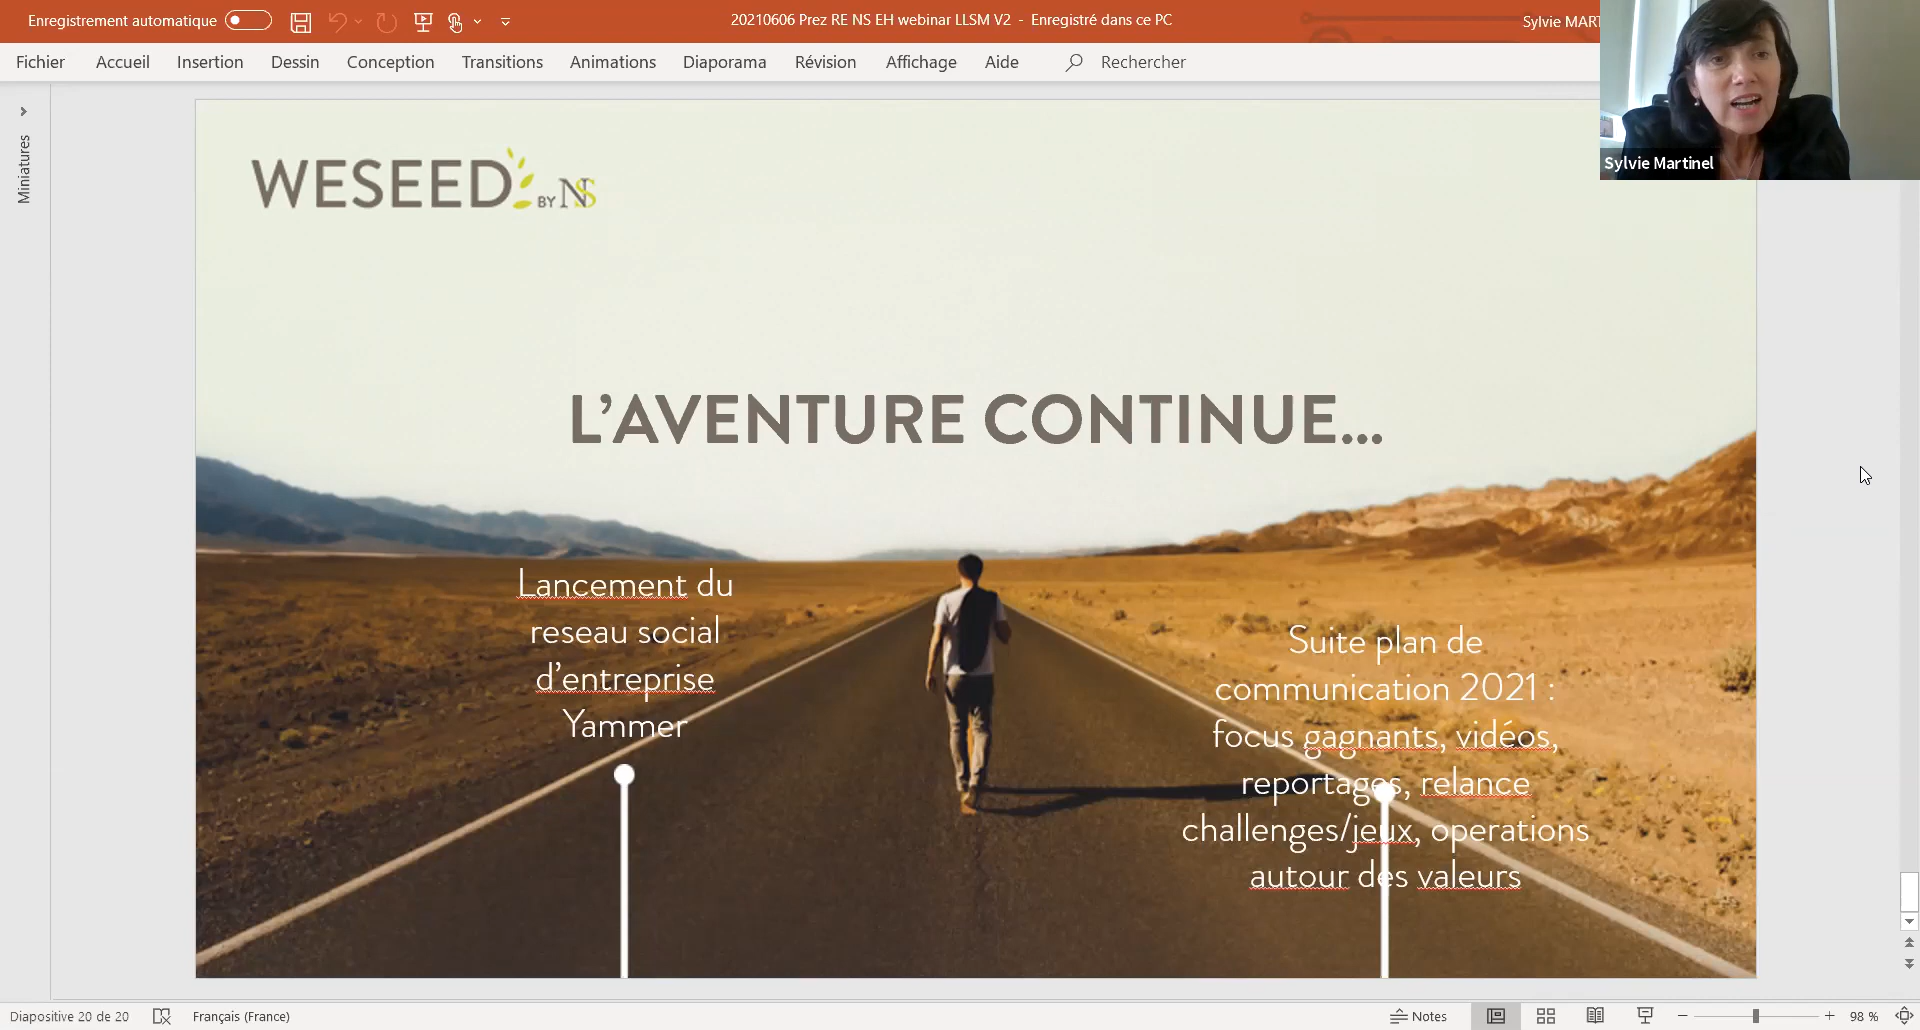 Enregistrement automatique
20210606 Prez RE NS EH webinar LLSM V2 - Enregistré dans ce PC
Sylvie MART
Fichier Accueil Insertion Dessin Conception Transitions Animations Diaporama Révision Affichage Aide Rechercher
Sylvie Martinel
Miniatures
WESEED BY NS
L’AVENTURE CONTINUE...
Lancement du
reseau social
d’entreprise
Yammer
Suite plan de
communication 2021 :
focus gagnants, vidéos,
reportages, relance
challenges/jeux, operations
autour des valeurs
Diapositive 20 de 20 Français (France) Notes 98 %